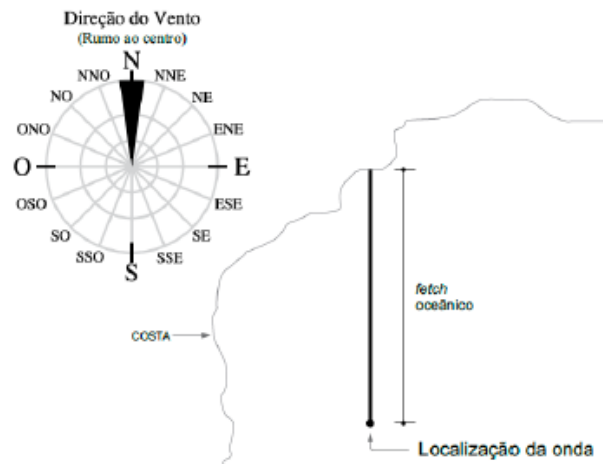 Direção do Vento
(Rumo ao centro)
N
NNO NNE
NO NE
ONO ENE
O E
OSO ESE
SO SE
SSO SSE
S
COSTA
fetch
oceânico
Localização da onda